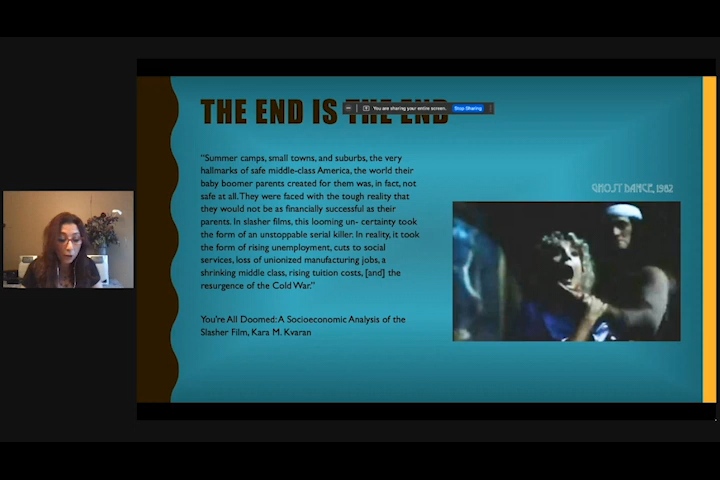 THE END IS THE END
You are sharing your entire screen. Stop Sharing
"Summer camps, small towns, and suburbs, the very
hallmarks of safe middle-class America, the world their
baby boomer parents created for them was, in fact, not
safe at all. They were faced with the tough reality that
they would not be as financially successful as their
parents. In slasher films, this looming un- certainty took
the form of an unstoppable serial killer. In reality, it took
the form of rising unemployment, cuts to social
services, loss of unionized manufacturing jobs, a
shrinking middle class, rising tuition costs, [and] the
resurgence of the Cold War."
You're All Doomed: A Socioeconomic Analysis of the
Slasher Film, Kara M. Kvaran
GHOST DANCE, 1982